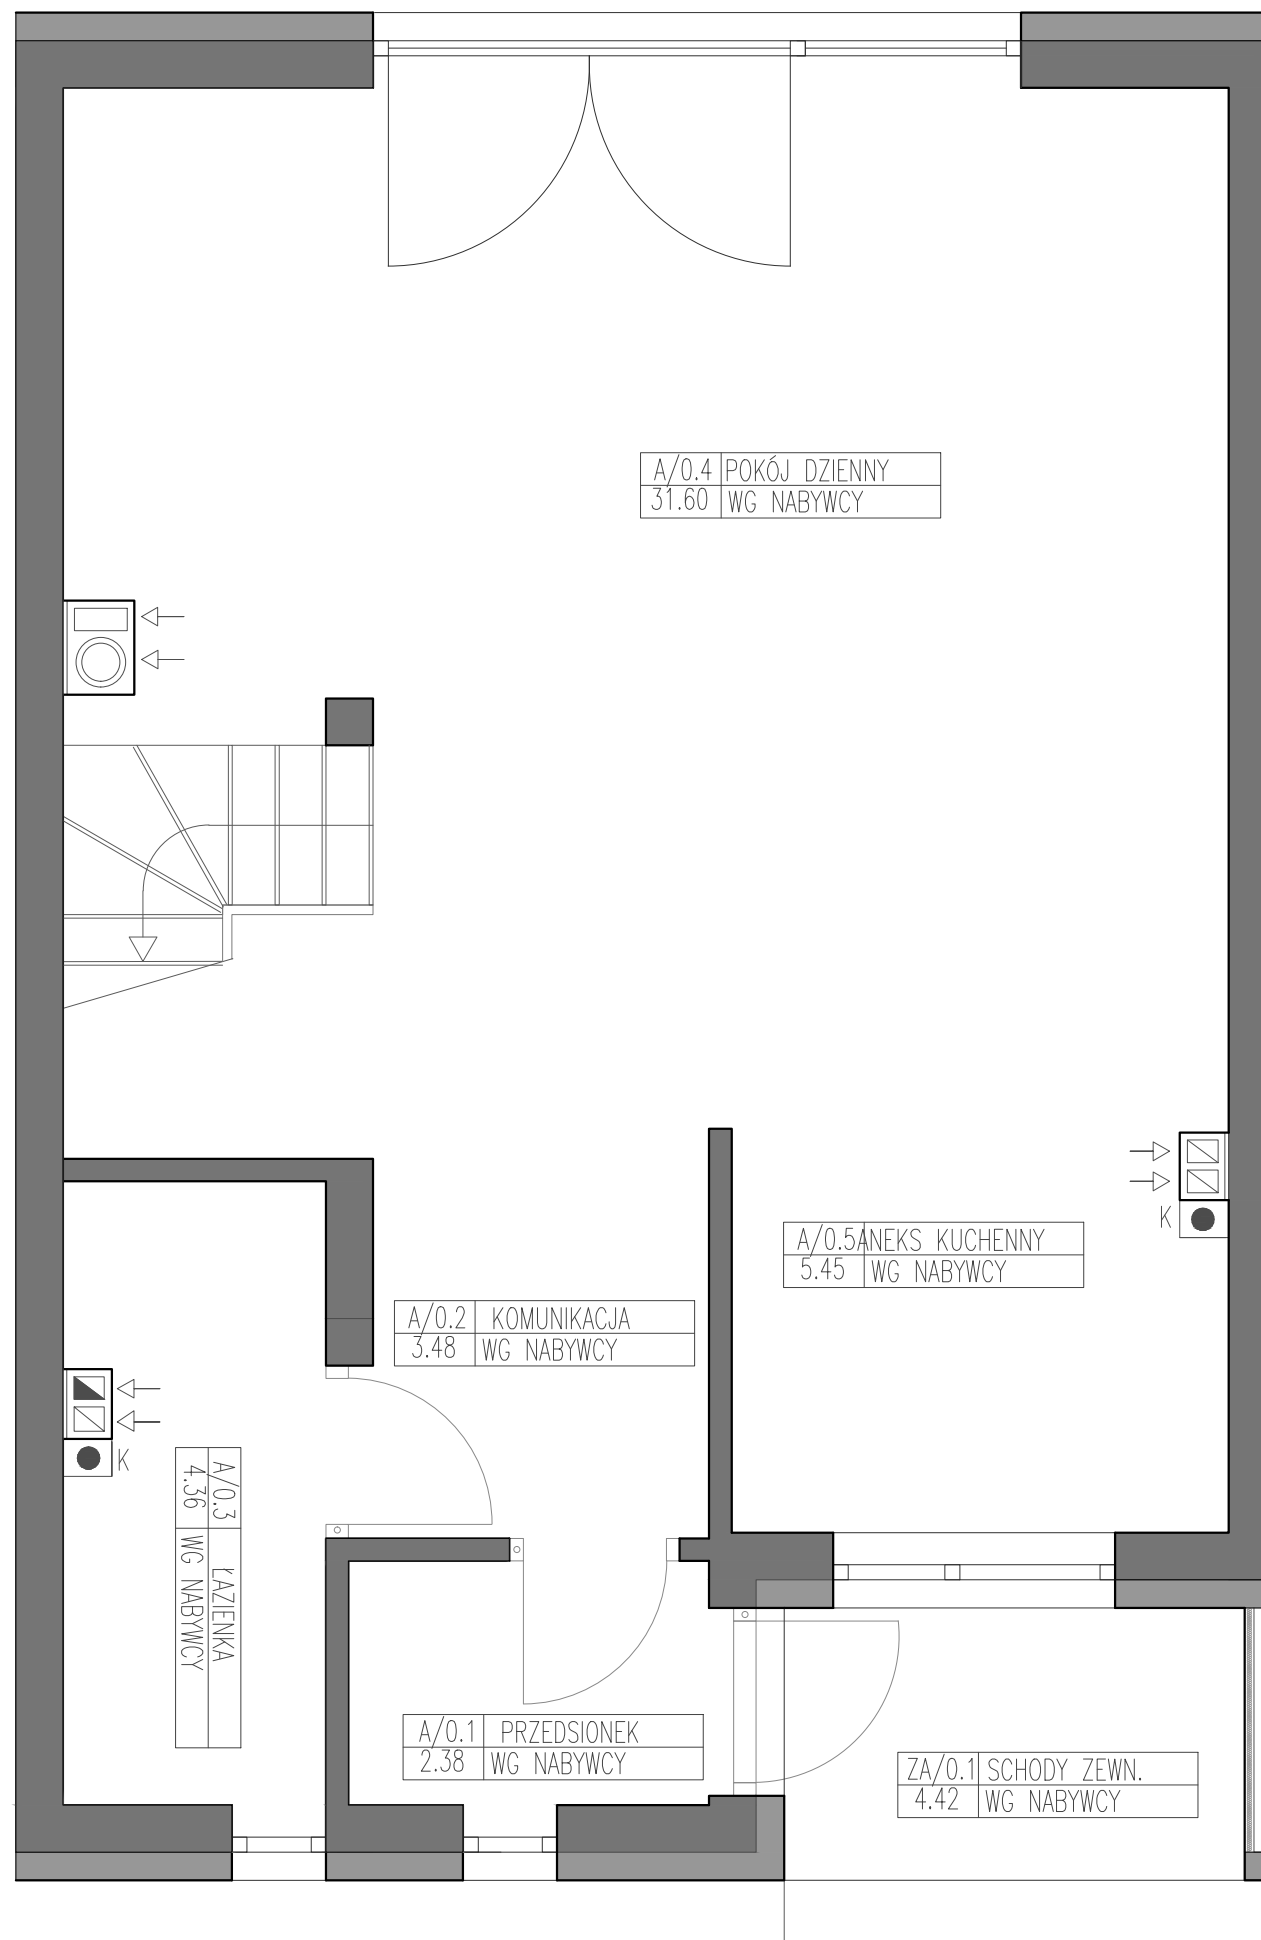 A/0.4 POKÓJ DZIENNY
31.60 WG NABYWCY
K
A/0.5 ANEKS KUCHENNY
5.45 WG NABYWCY
A/0.2 KOMUNIKACJA
3.48 WG NABYWCY
K
A/0.3 ŁAZIENKA
4.36 WG NABYWCY
A/0.1 PRZEDSIONEK
2.38 WG NABYWCY
ZA/0.1 SCHODY ZEWN.
4.42 WG NABYWCY